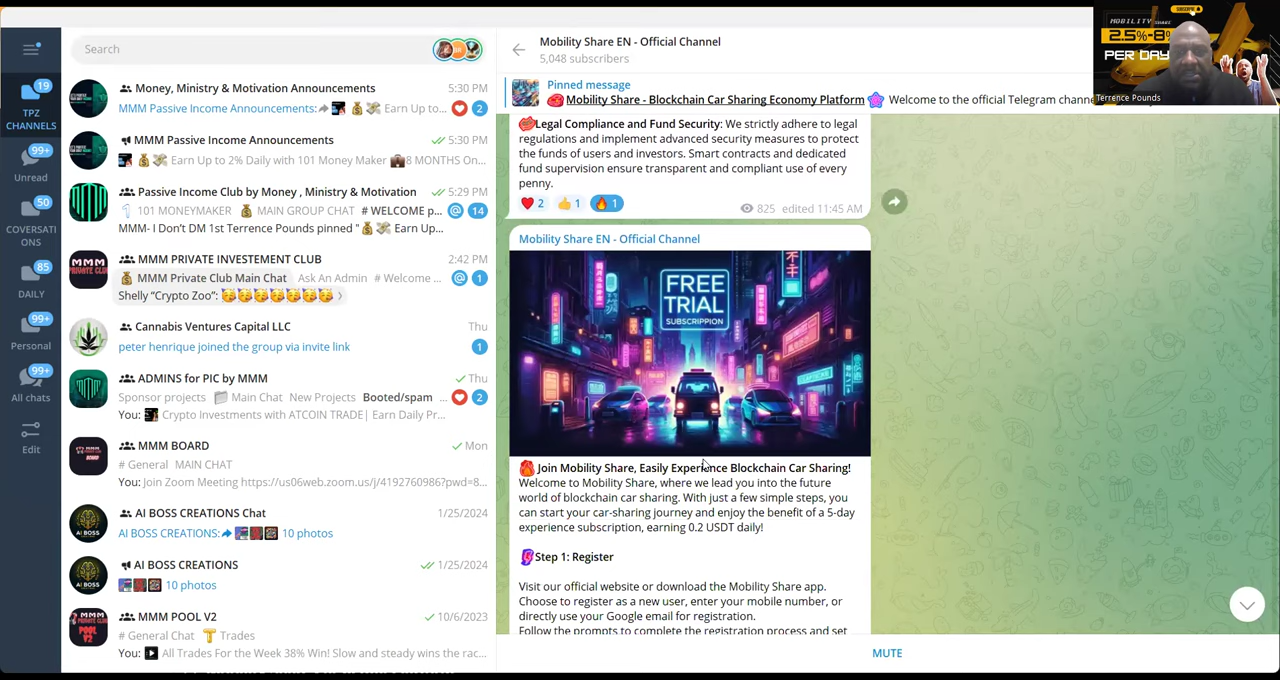 Search
19
TPZ
CHANNELS
99+
Unread
50
COVERSATI
ONS
85
DAILY
99+
Personal
99+
All chats
Edit
Money, Ministry & Motivation Announcements
5:30 PM
MMM Passive Income Announcements:
Earn Up to...
2
MMM Passive Income Announcements
5:30 PM
Earn Up to 2% Daily with 101 Money Maker
8 MONTHS On...
Passive Income Club by Money , Ministry & Motivation
5:29 PM
101 MONEYMAKER
MAIN GROUP CHAT
# WELCOME p...
@
14
MMM- I Don't DM 1st Terrence Pounds pinned "
Earn Up...
MMM PRIVATE INVESTEMENT CLUB
2:42 PM
MMM Private Club Main Chat
Ask An Admin
# Welcome ...
@
1
Shelly "Crypto Zoo":
Cannabis Ventures Capital LLC
Thu
peter henrique joined the group via invite link
1
ADMINS for PIC by MMM
Thu
Sponsor projects
Main Chat
New Projects
Booted/spam
...
2
You:
Crypto Investments with ATCOIN TRADE| Earn Daily Pr...
MMM BOARD
Mon
# General
MAIN CHAT
You: Join Zoom Meeting https://us06web.zoom.us/j/4192760986?pwd=8...
AI BOSS CREATIONS Chat
1/25/2024
AI BOSS CREATIONS:
10 photos
AI BOSS CREATIONS
1/25/2024
10 photos
MMM POOL V2
10/6/2023
# General Chat
Trades
You:
All Trades For the Week 38% Win! Slow and steady wins the rac...
Mobility Share EN - Official Channel
5,048 subscribers
Pinned message
Mobility Share - Blockchain Car Sharing Economy Platform
Welcome to the official Telegram channe
Legal Compliance and Fund Security: We strictly adhere to legal
regulations and implement advanced security measures to protect
the funds of users and investors. Smart contracts and dedicated
fund supervision ensure transparent and compliant use of every
penny.
2
1
1
825
edited 11:45 AM
Mobility Share EN - Official Channel
FREE
TRIAL
SUBSCRIPPION
Join Mobility Share, Easily Experience Blockchain Car Sharing!
Welcome to Mobility Share, where we lead you into the future
world of blockchain car sharing. With just a few simple steps, you
can start your car-sharing journey and enjoy the benefit of a 5-day
experience subscription, earning 0.2 USDT daily!
Step 1: Register
Visit our official website or download the Mobility Share app.
Choose to register as a new user, enter your mobile number, or
directly use your Google email for registration.
Follow the prompts to complete the registration process and set
MUTE
SUBSCRIBE
MOBILITY
2.5%-8%
PER DAY
Terrence Pounds